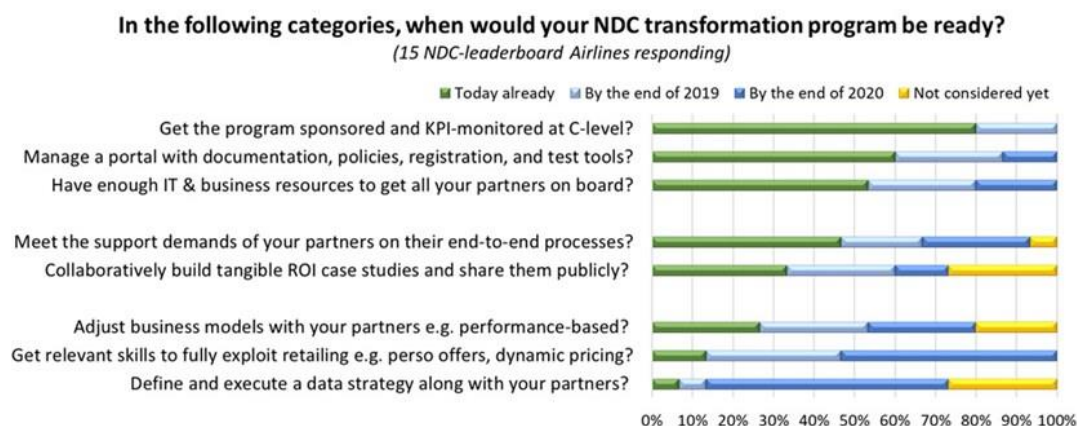 In the following categories, when would your NDC transformation program be ready?
(15 NDC-leaderboard Airlines responding)
Today already By the end of 2019 By the end of 2020 Not considered yet
Get the program sponsored and KPI-monitored at C-level?
Manage a portal with documentation, policies, registration, and test tools?
Have enough IT & business resources to get all your partners on board?
Meet the support demands of your partners on their end-to-end processes?
Collaboratively build tangible ROI case studies and share them publicly?
Adjust business models with your partners e.g. performance-based?
Get relevant skills to fully exploit retailing e.g. perso offers, dynamic pricing?
Define and execute a data strategy along with your partners?
0% 10% 20% 30% 40% 50% 60% 70% 80% 90% 100%